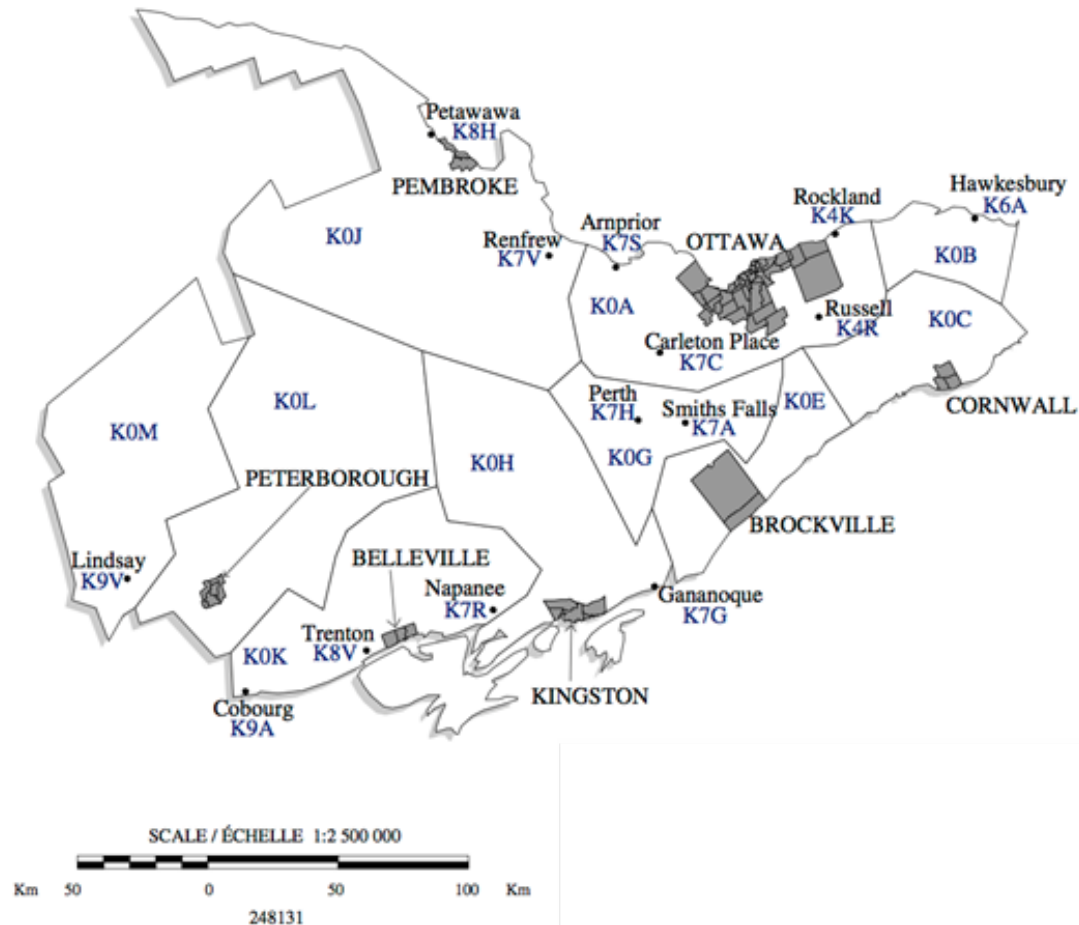 Petawawa
K8H
PEMBROKE
Hawkesbury
K6A
Rockland
K4K
Arnprior
K7S
OTTAWA
K0J
Renfrew
K7V
K0B
K0A
Russell
K4R
K0C
Carleton Place
K7C
K0L
Perth
K7H
Smiths Falls
K7A
K0E
CORNWALL
K0M
K0H
K0G
PETERBOROUGH
BROCKVILLE
Lindsay
K9V
BELLEVILLE
Napanee
K7R
Gananoque
K7G
Trenton
K8V
K0K
KINGSTON
Cobourg
K9A
SCALE / ÉCHELLE 1:2 500 000
Km 50 0 50 100 Km
248131